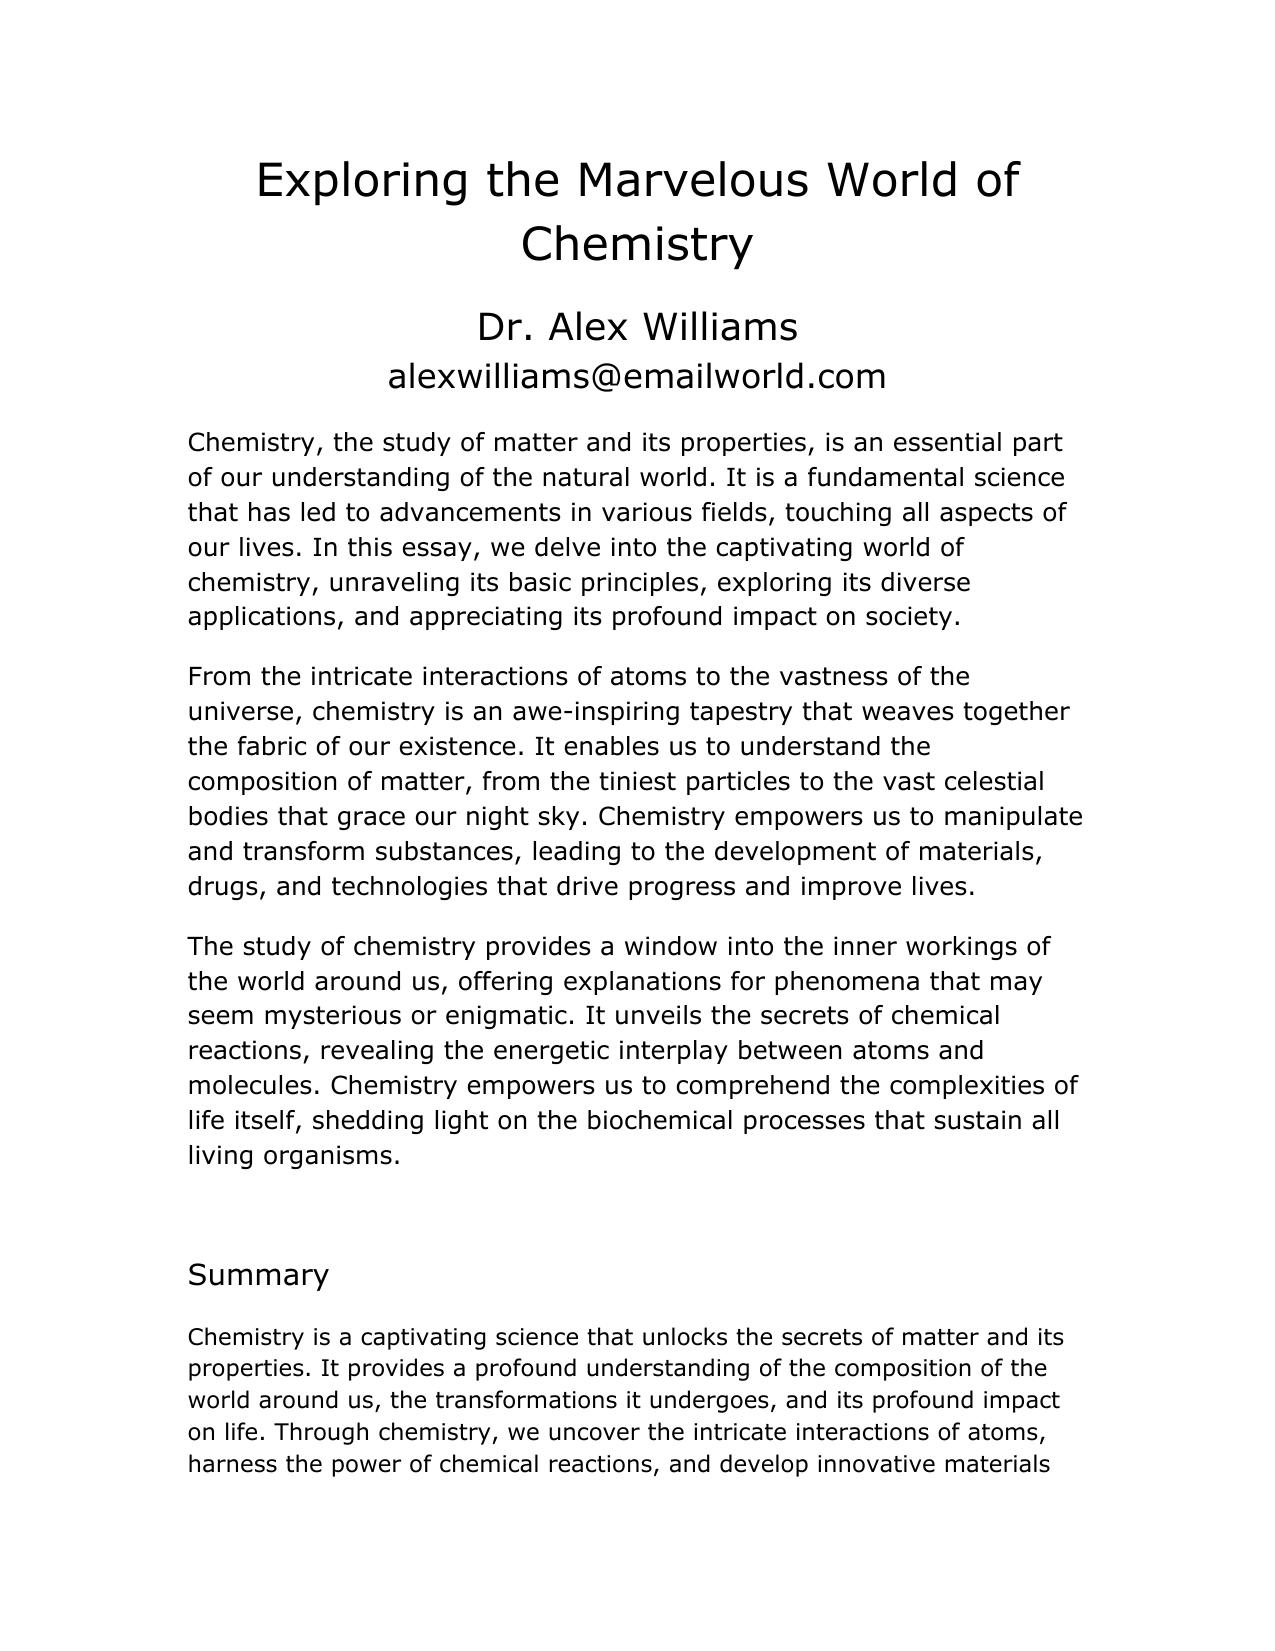 Exploring the Marvelous World of
Chemistry
Dr. Alex Williams
alexwilliams@emailworld.com
Chemistry, the study of matter and its properties, is an essential part
of our understanding of the natural world. It is a fundamental science
that has led to advancements in various fields, touching all aspects of
our lives. In this essay, we delve into the captivating world of
chemistry, unraveling its basic principles, exploring its diverse
applications, and appreciating its profound impact on society.
From the intricate interactions of atoms to the vastness of the
universe, chemistry is an awe-inspiring tapestry that weaves together
the fabric of our existence. It enables us to understand the
composition of matter, from the tiniest particles to the vast celestial
bodies that grace our night sky. Chemistry empowers us to manipulate
and transform substances, leading to the development of materials,
drugs, and technologies that drive progress and improve lives.
The study of chemistry provides a window into the inner workings of
the world around us, offering explanations for phenomena that may
seem mysterious or enigmatic. It unveils the secrets of chemical
reactions, revealing the energetic interplay between atoms and
molecules. Chemistry empowers us to comprehend the complexities of
life itself, shedding light on the biochemical processes that sustain all
living organisms.
Summary
Chemistry is a captivating science that unlocks the secrets of matter and its
properties. It provides a profound understanding of the composition of the
world around us, the transformations it undergoes, and its profound impact
on life. Through chemistry, we uncover the intricate interactions of atoms,
harness the power of chemical reactions, and develop innovative materials